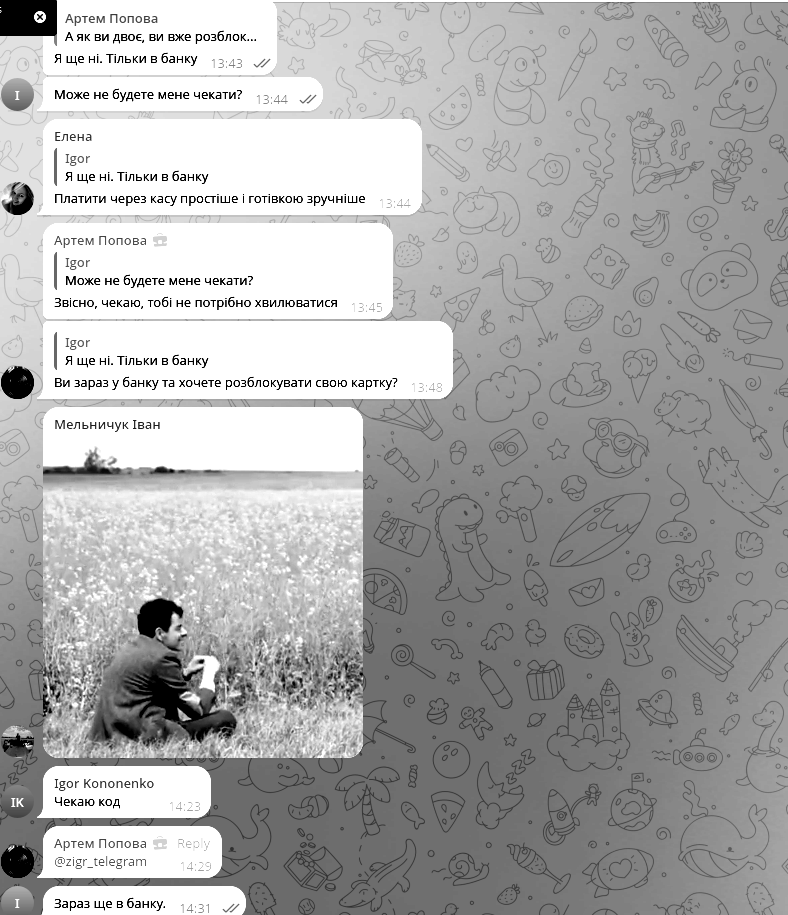 Артем Попова
А як ви двоє, ви вже розблок...
Я ще ні. Тільки в банку 13:43
І
Може не будете мене чекати? 13:44
Елена
Igor
Я ще ні. Тільки в банку
Платити через касу простіше і готівкою зручніше 13:44
Артем Попова
Igor
Може не будете мене чекати?
Звісно, чекаю, тобі не потрібно хвилюватися 13:45
Igor
Я ще ні. Тільки в банку
Ви зараз у банку та хочете розблокувати свою картку? 13:48
Мельничук Іван
Igor Kononenko
IK
Чекаю код 14:23
Артем Попова Reply
@zigr_telegram 14:29
І
Зараз ще в банку. 14:31